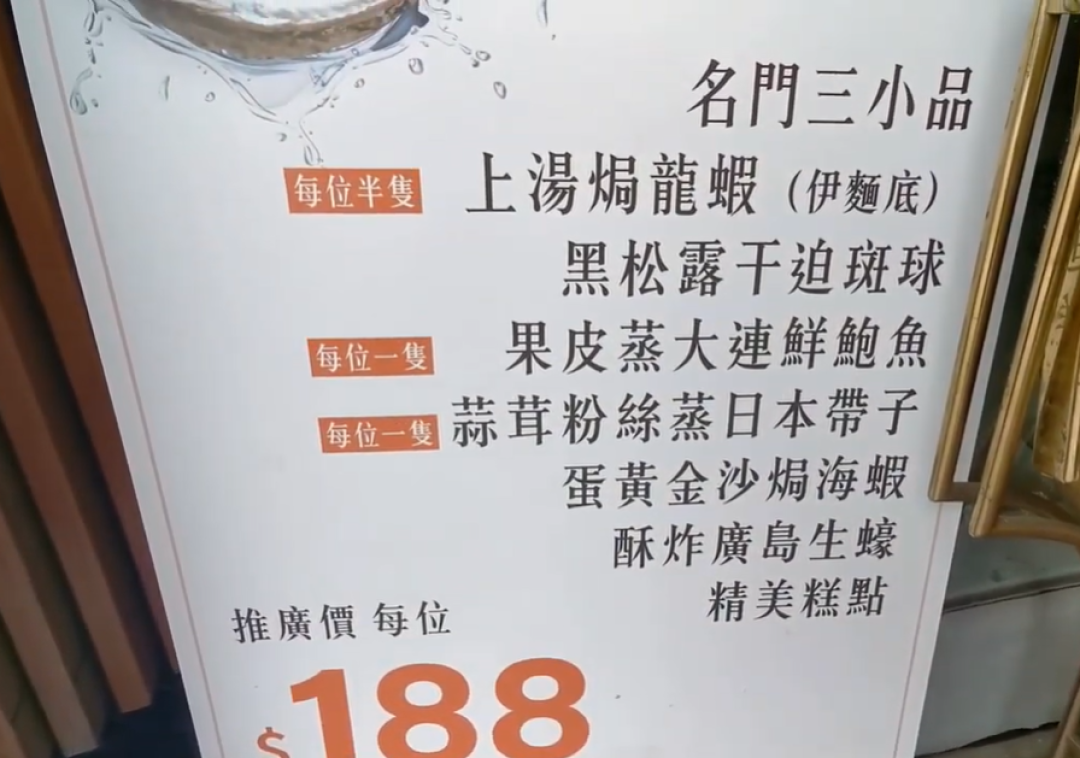 名門三小品
每位半隻 上湯焗龍蝦（伊麵底）
黑松露干迫斑球
每位一隻 果皮蒸大連鮮鮑魚
每位一隻 蒜茸粉絲蒸日本帶子
蛋黃金沙焗海蝦
酥炸廣島生蠔
精美糕點
推廣價 每位
$188